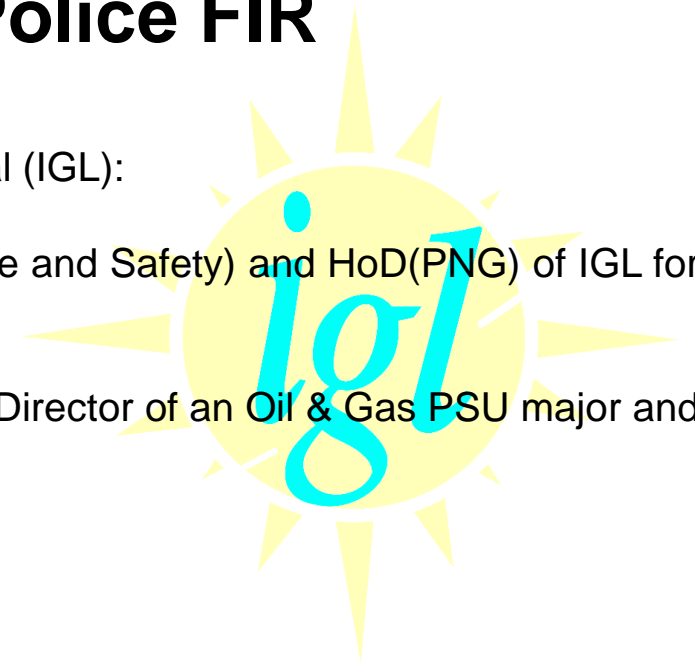 Police FIR
l (IGL):
e and Safety) and HoD(PNG) of IGL for
igl
Director of an Oil & Gas PSU major and